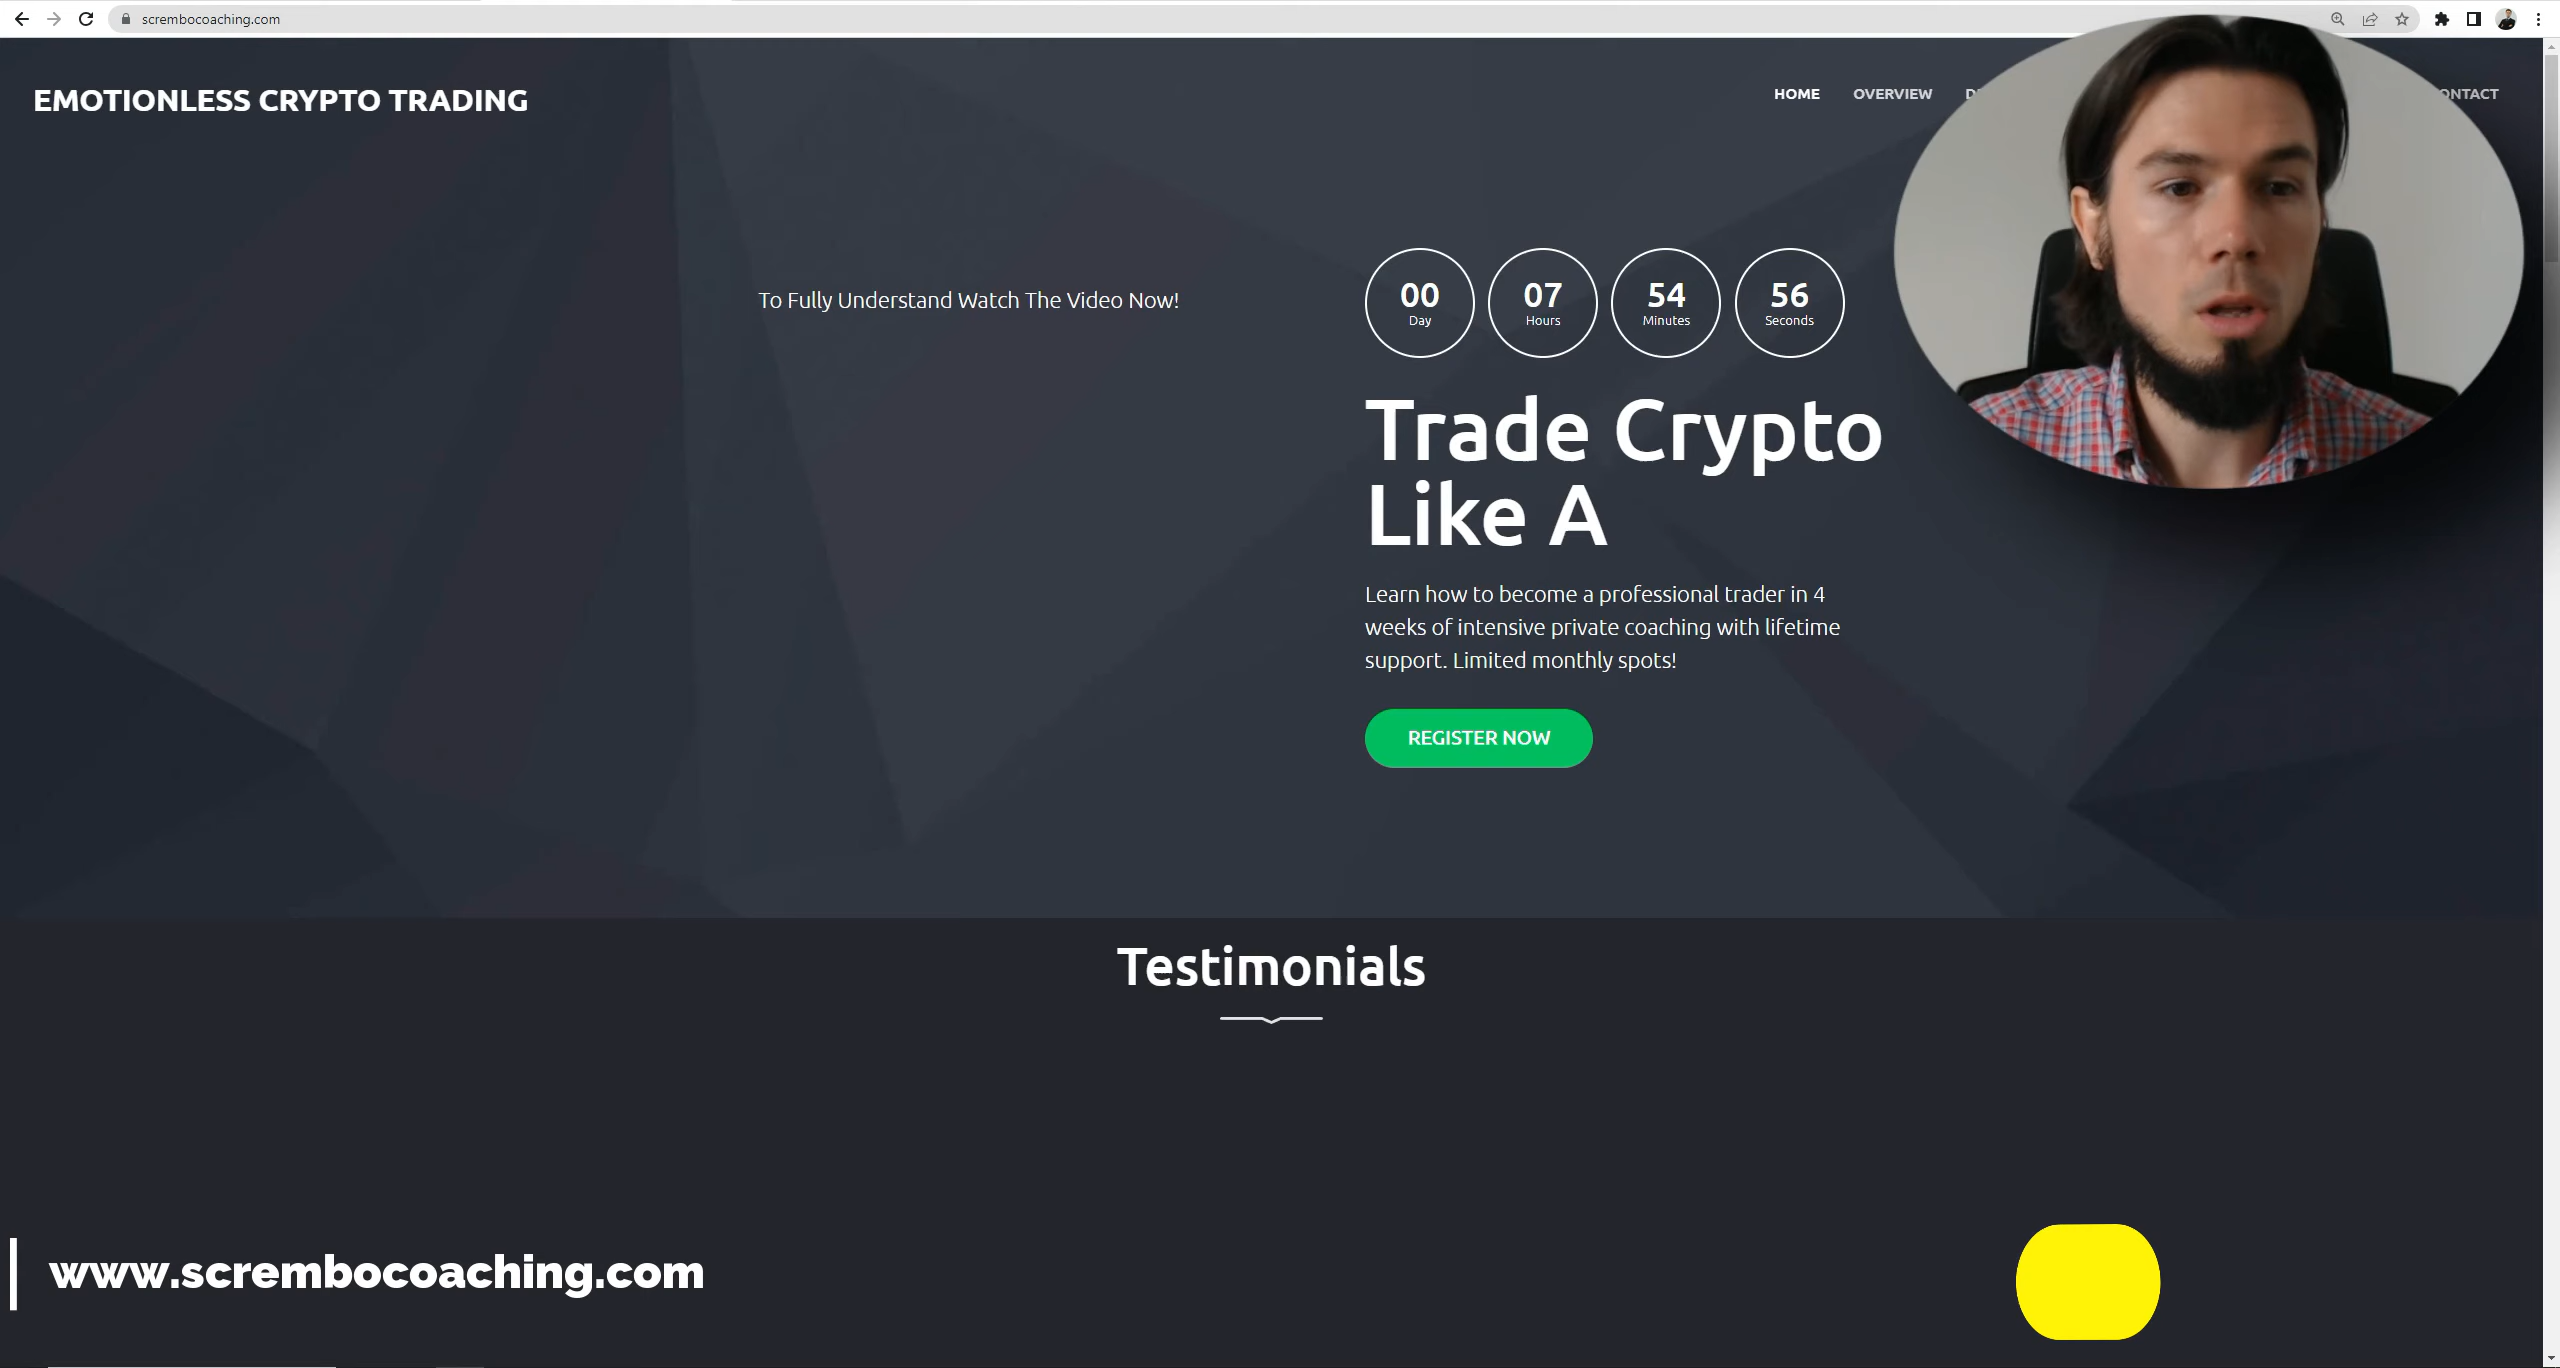 scrembocoaching.com
EMOTIONLESS CRYPTO TRADING
HOME
OVERVIEW
To Fully Understand Watch The Video Now!
00
Day
07
Hours
54
Minutes
56
Seconds
Trade Crypto
Like A
Learn how to become a professional trader in 4
weeks of intensive private coaching with lifetime
support. Limited monthly spots!
REGISTER NOW
Testimonials
www.scrembocoaching.com